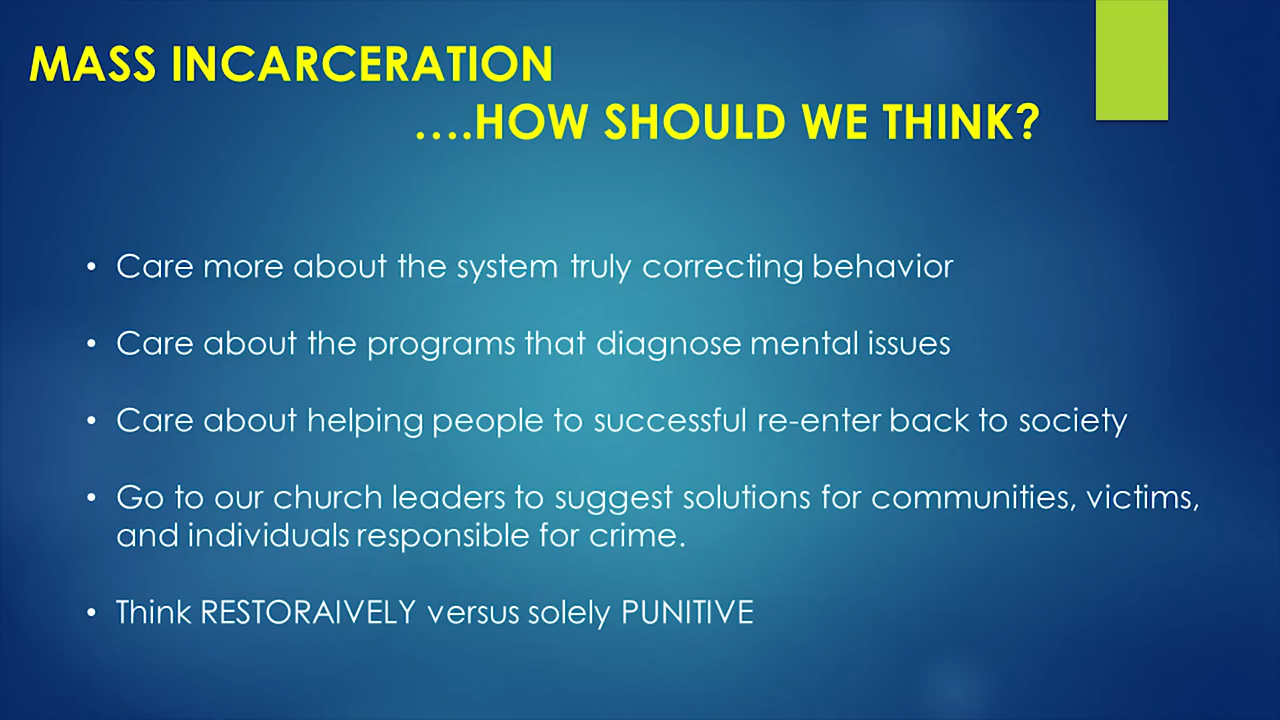 MASS INCARCERATION
....HOW SHOULD WE THINK?
• Care more about the system truly correcting behavior
• Care about the programs that diagnose mental issues
• Care about helping people to successful re-enter back to society
• Go to our church leaders to suggest solutions for communities, victims,
and individuals responsible for crime.
• Think RESTORAIVELY versus solely PUNITIVE